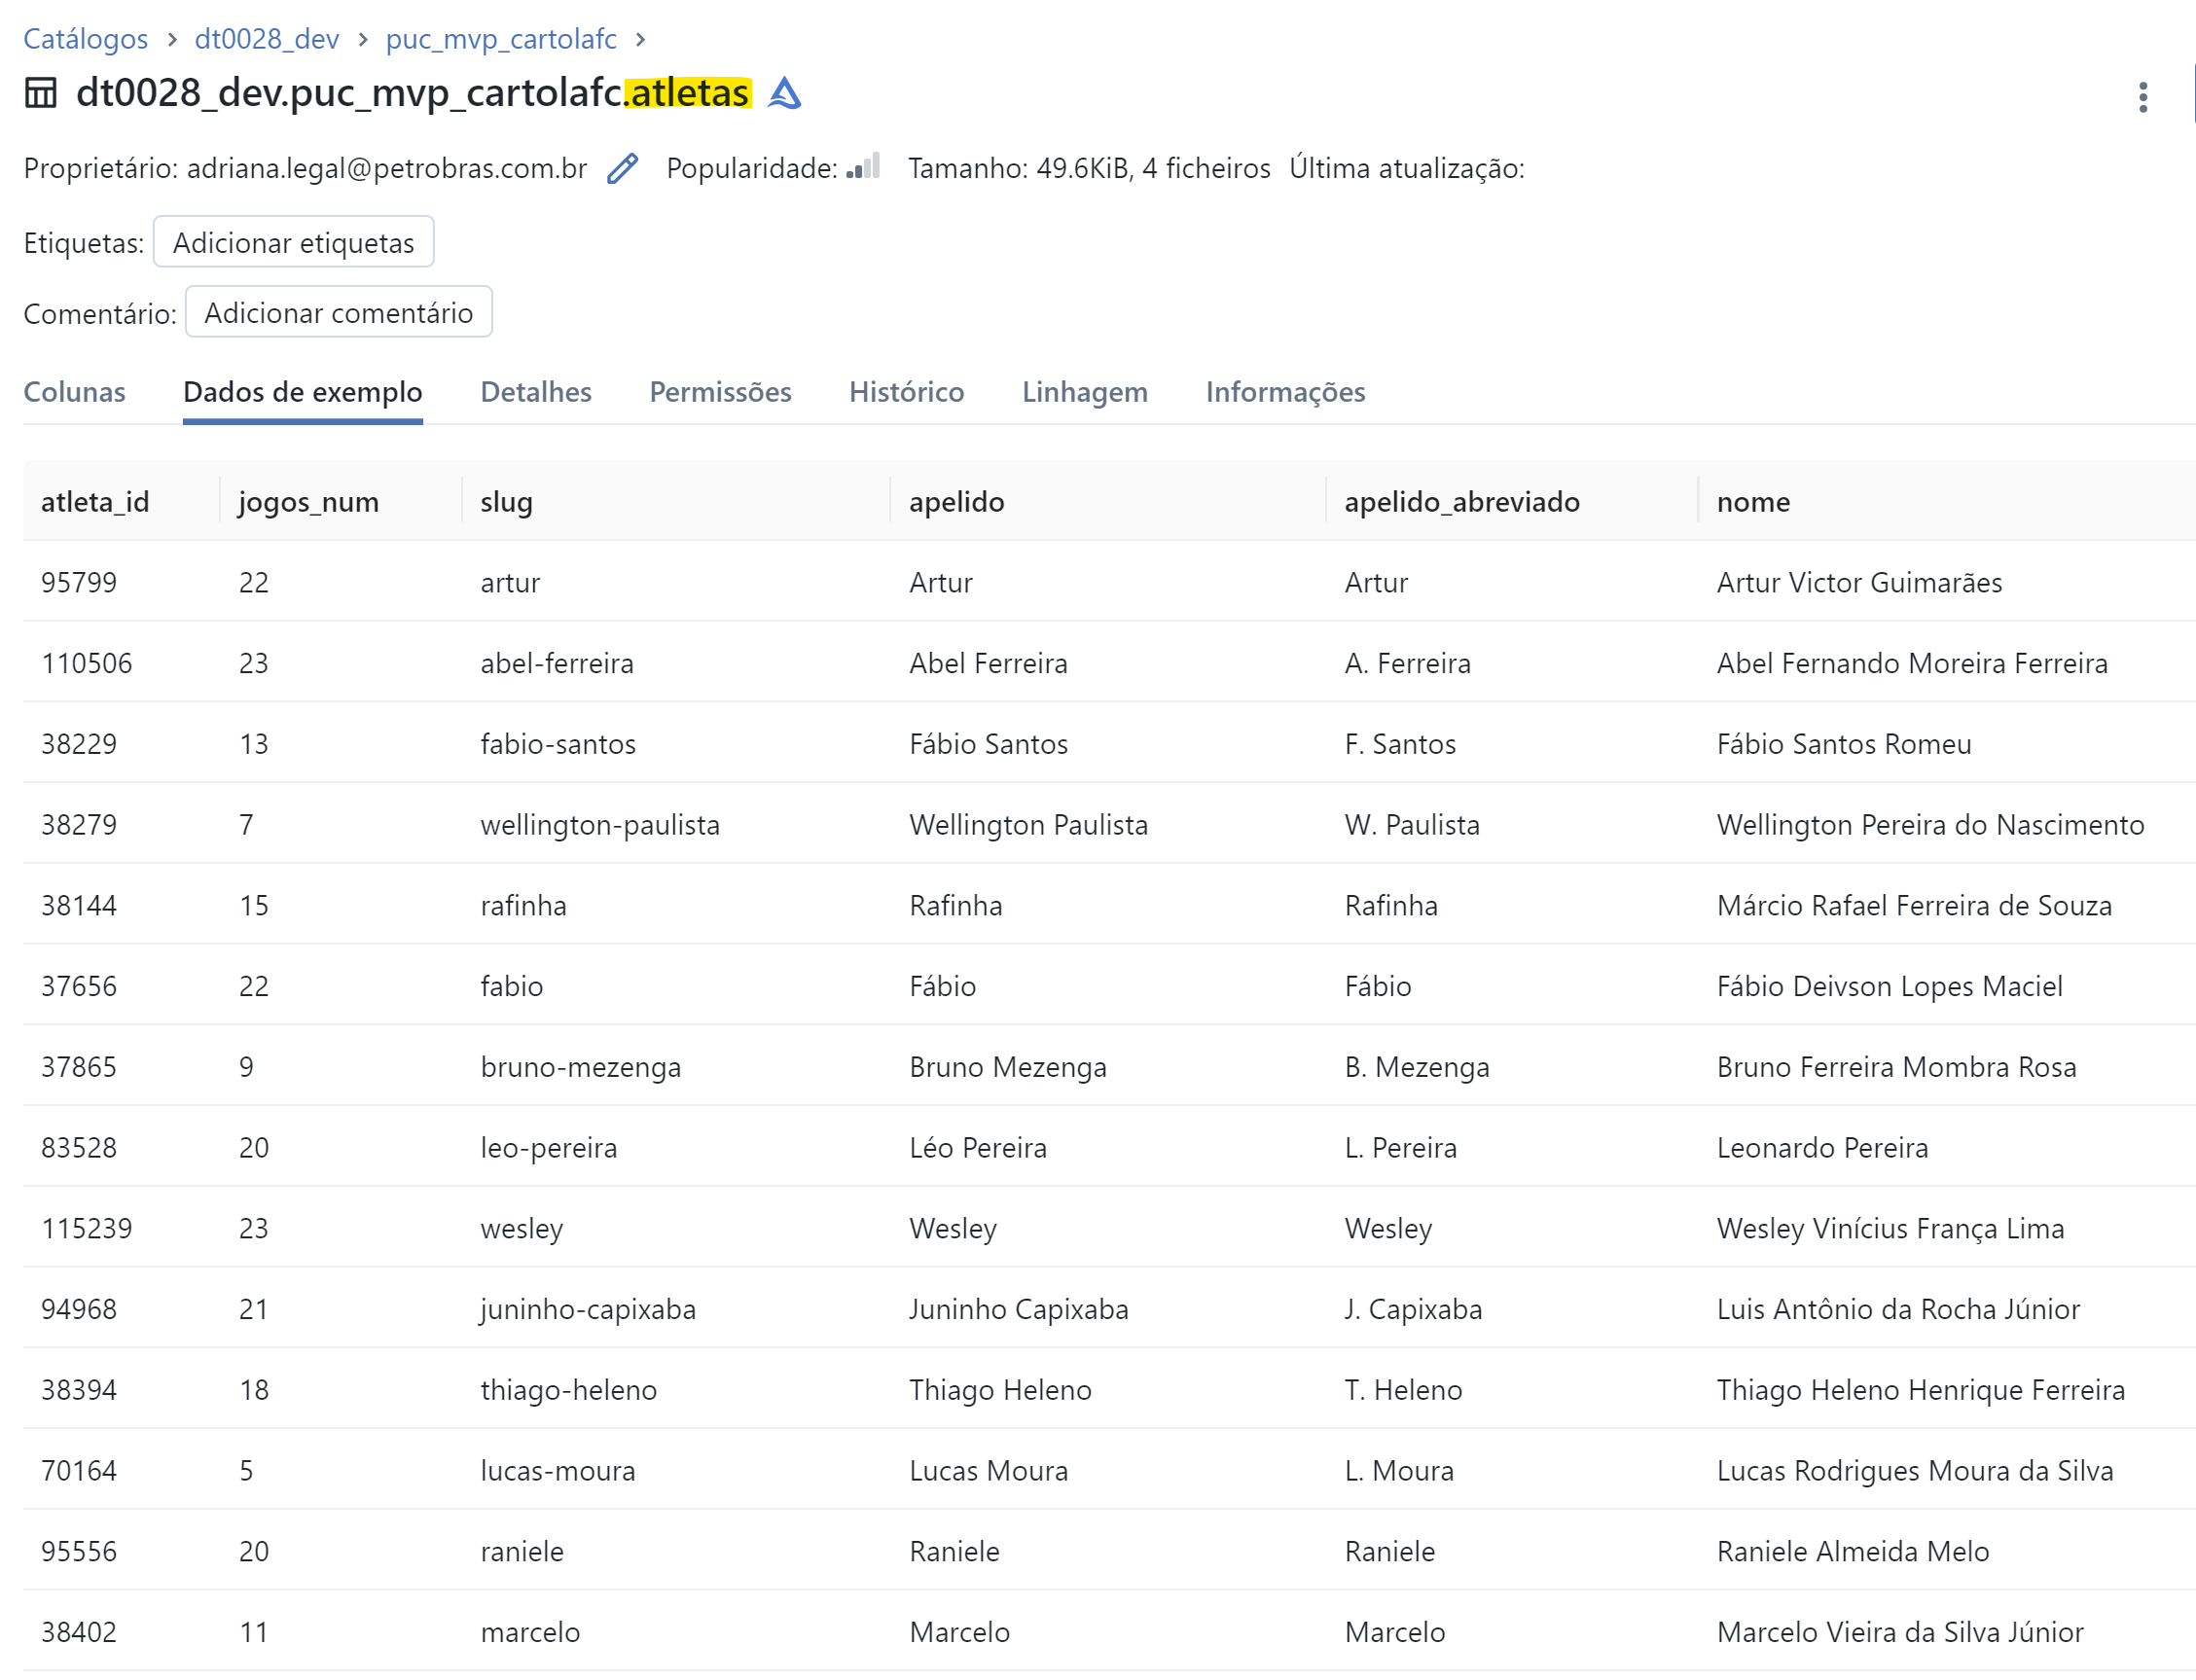 Catálogos > dt0028_dev > puc_mvp_cartolafc >
dt0028_dev.puc_mvp_cartolafc.atletas
Proprietário: adriana.legal@petrobras.com.br Popularidade: Tamanho: 49.6KiB, 4 ficheiros Última atualização:
Etiquetas: Adicionar etiquetas
Comentário: Adicionar comentário
Colunas Dados de exemplo Detalhes Permissões Histórico Linhagem Informações
atleta_id jogos_num slug apelido apelido_abreviado nome
95799 22 artur Artur Artur Artur Victor Guimarães
110506 23 abel-ferreira Abel Ferreira A. Ferreira Abel Fernando Moreira Ferreira
38229 13 fabio-santos Fábio Santos F. Santos Fábio Santos Romeu
38279 7 wellington-paulista Wellington Paulista W. Paulista Wellington Pereira do Nascimento
38144 15 rafinha Rafinha Rafinha Márcio Rafael Ferreira de Souza
37656 22 fabio Fábio Fábio Fábio Deivson Lopes Maciel
37865 9 bruno-mezenga Bruno Mezenga B. Mezenga Bruno Ferreira Mombra Rosa
83528 20 leo-pereira Léo Pereira L. Pereira Leonardo Pereira
115239 23 wesley Wesley Wesley Wesley Vinícius França Lima
94968 21 juninho-capixaba Juninho Capixaba J. Capixaba Luis Antônio da Rocha Júnior
38394 18 thiago-heleno Thiago Heleno T. Heleno Thiago Heleno Henrique Ferreira
70164 5 lucas-moura Lucas Moura L. Moura Lucas Rodrigues Moura da Silva
95556 20 raniele Raniele Raniele Raniele Almeida Melo
38402 11 marcelo Marcelo Marcelo Marcelo Vieira da Silva Júnior